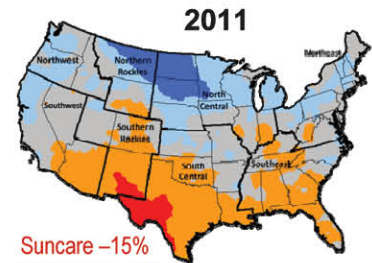 2011
Northeast
Northwest
Northern
Rockies
North
Central
Southwest
Southern
Rockies
South
Central
Southeast
Suncare –15%